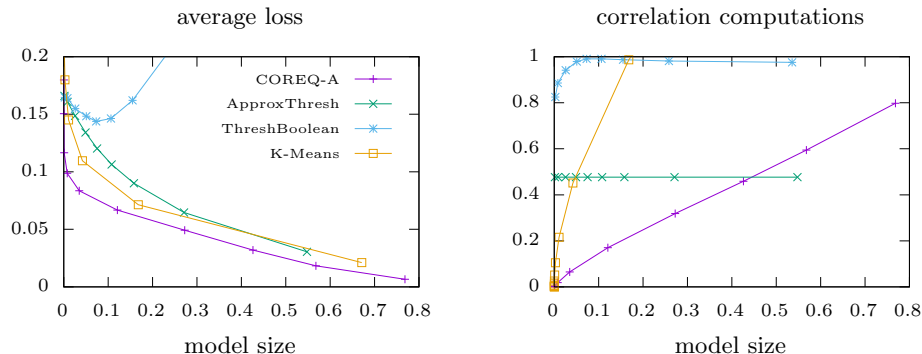 average loss
0.2
0.15
0.1
0.05
0
COREQ-A
ApproxThresh
ThreshBoolean
K-Means
0 0.1 0.2 0.3 0.4 0.5 0.6 0.7 0.8
model size
correlation computations
1
0.8
0.6
0.4
0.2
0
0 0.1 0.2 0.3 0.4 0.5 0.6 0.7 0.8
model size